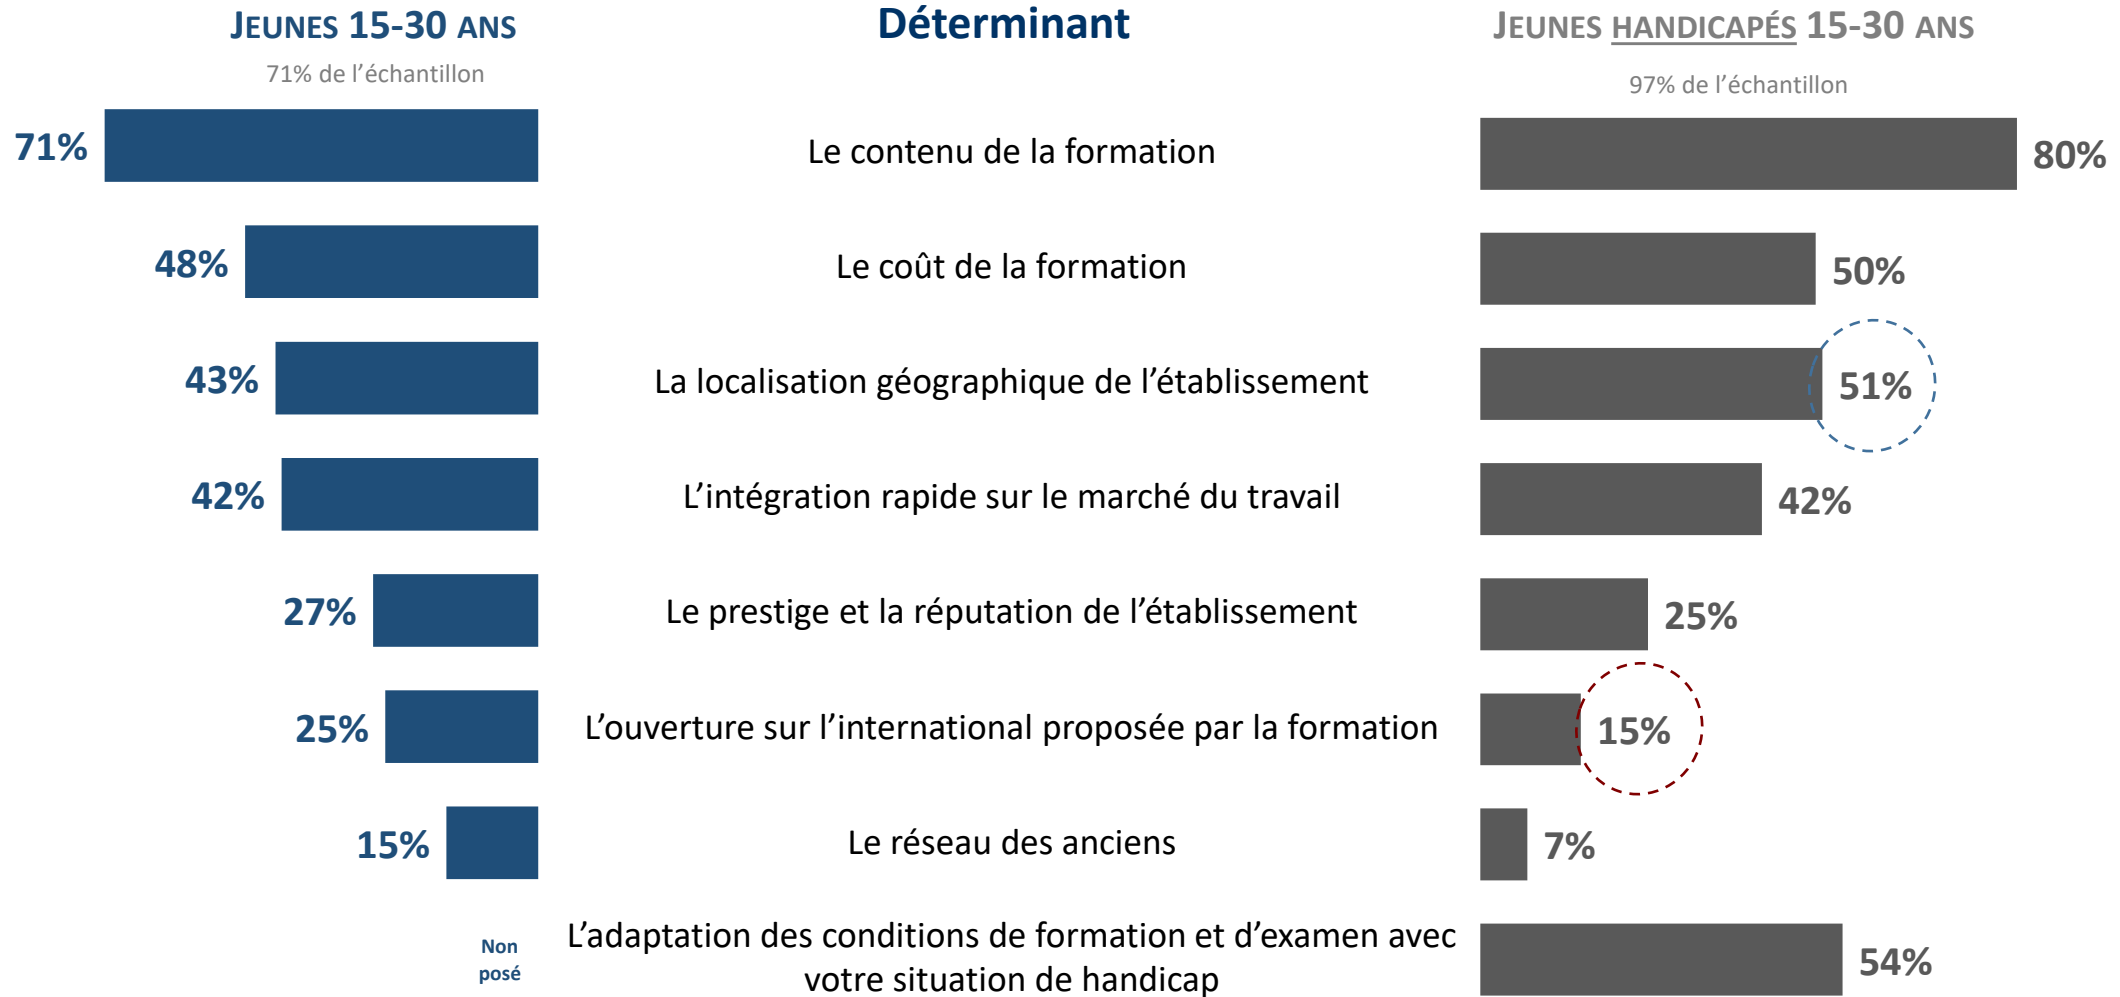 JEUNES 15-30 ANS
Déterminant
JEUNES HANDICAPÉS 15-30 ANS
71% de l’échantillon
97% de l’échantillon
71%
Le contenu de la formation
80%
48%
Le coût de la formation
50%
43%
La localisation géographique de l’établissement
51%
42%
L’intégration rapide sur le marché du travail
42%
27%
Le prestige et la réputation de l’établissement
25%
25%
L’ouverture sur l’international proposée par la formation
15%
15%
Le réseau des anciens
7%
Non
posé
L’adaptation des conditions de formation et d’examen avec
votre situation de handicap
54%